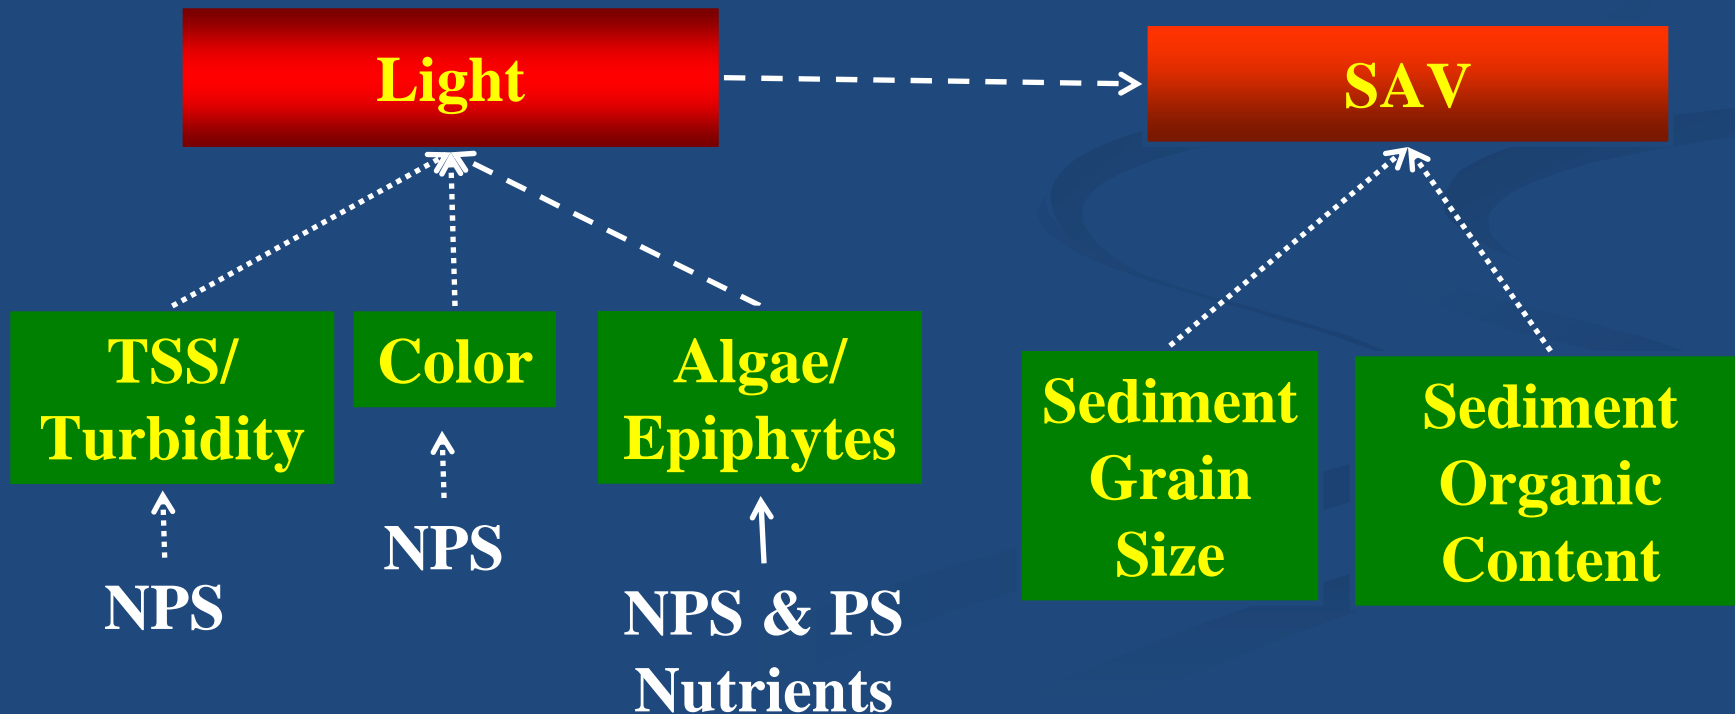 Light
SAV
TSS/
Turbidity
Color
Algae/
Epiphytes
Sediment
Grain
Size
Sediment
Organic
Content
NPS
NPS
NPS & PS
Nutrients